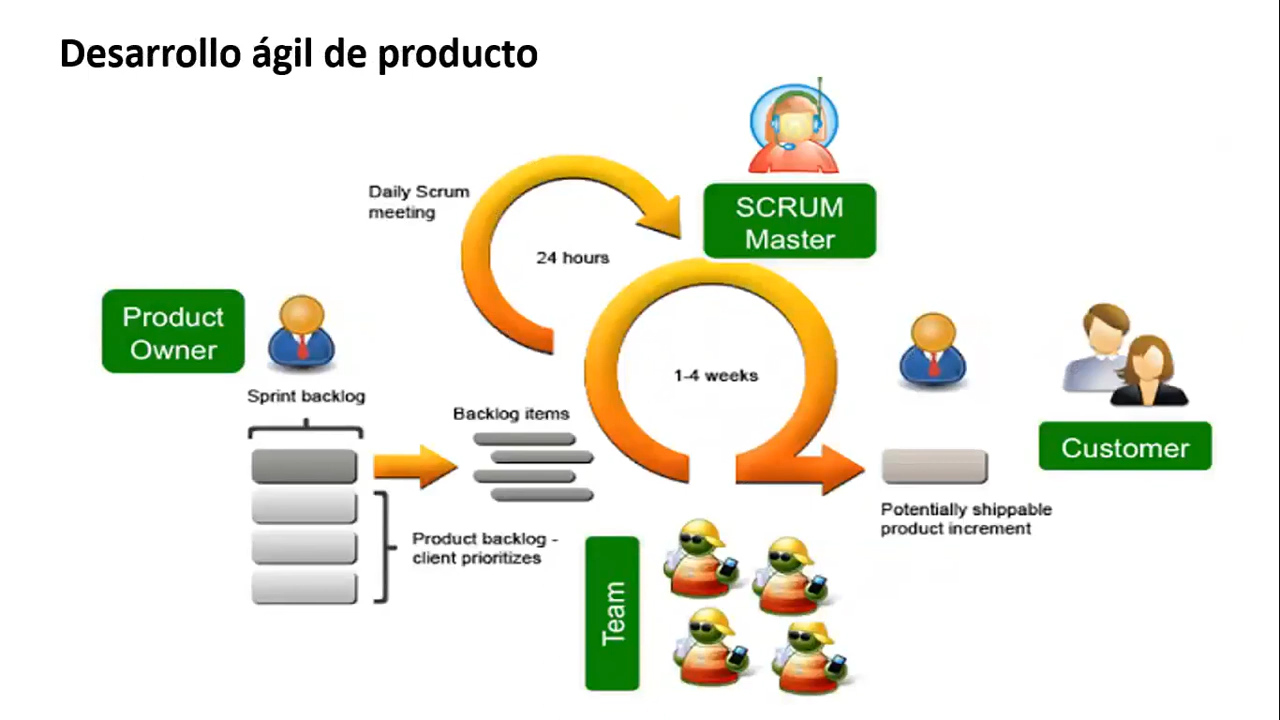 Desarrollo ágil de producto
Daily Scrum
meeting
SCRUM
Master
24 hours
Product
Owner
1-4 weeks
Sprint backlog
Backlog items
Customer
Potentially shippable
product increment
Product backlog -
client prioritizes
Team